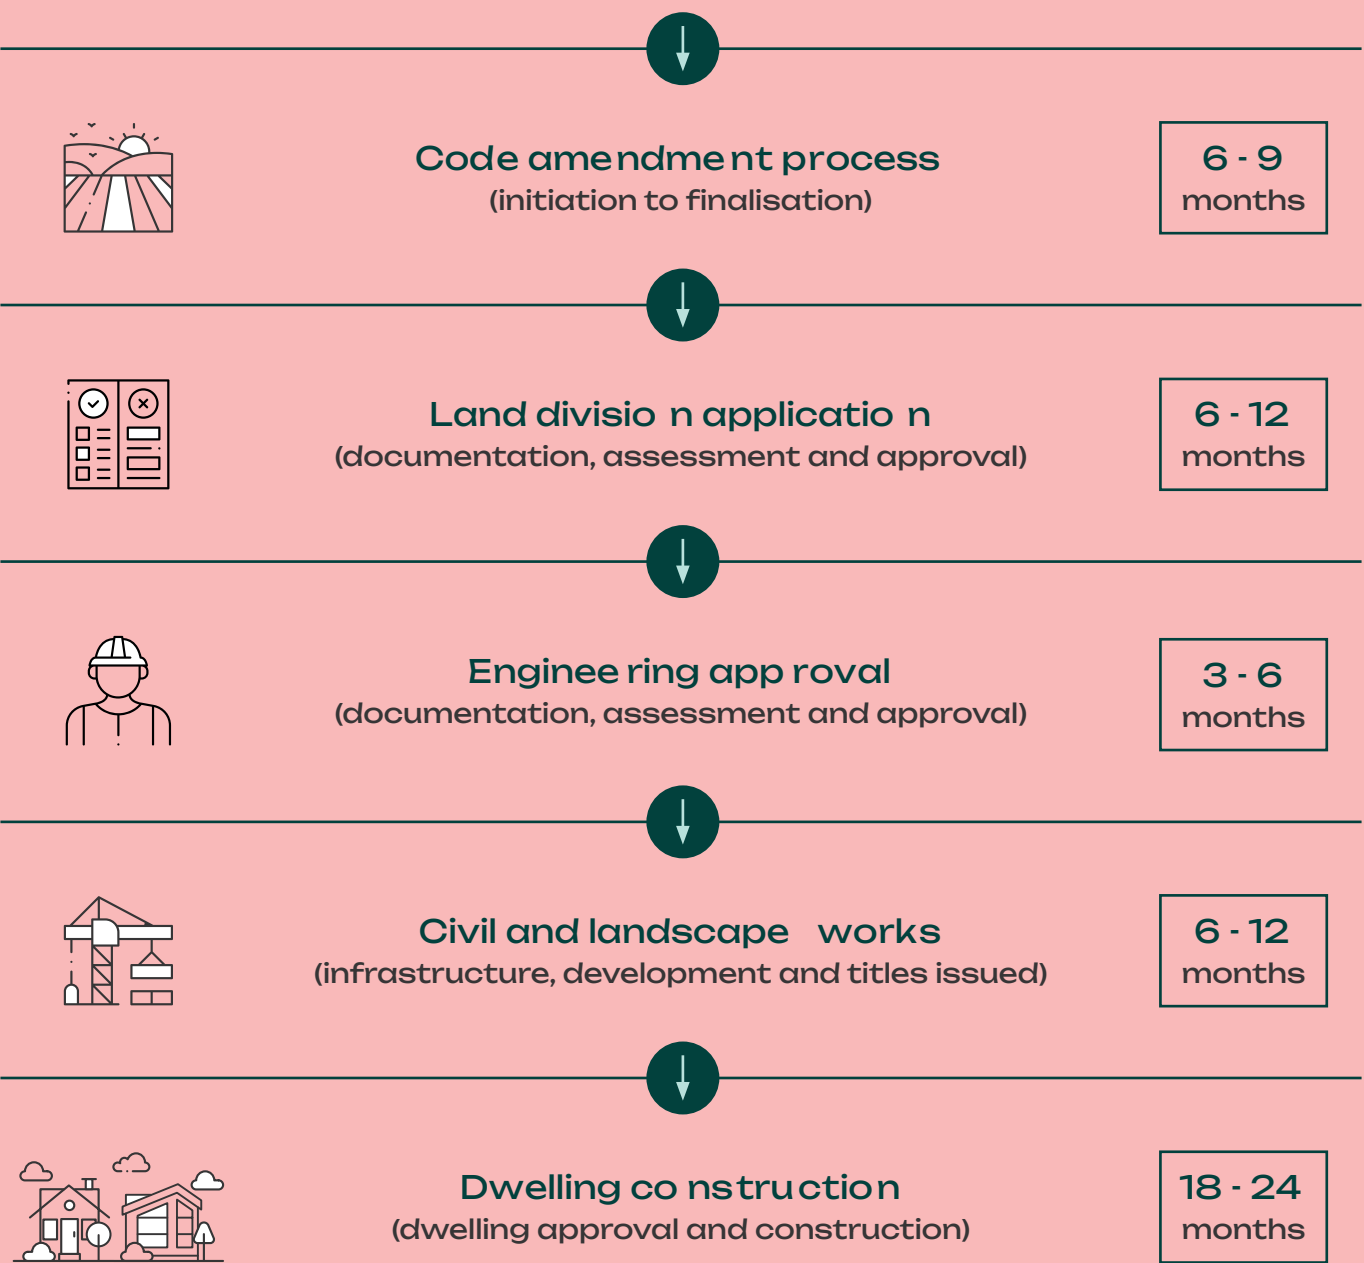 Code amendment process
(initiation to finalisation)
6 - 9
months
Land division application
(documentation, assessment and approval)
6 - 12
months
Engineering approval
(documentation, assessment and approval)
3 - 6
months
Civil and landscape works
(infrastructure, development and titles issued)
6 - 12
months
Dwelling construction
(dwelling approval and construction)
18 - 24
months